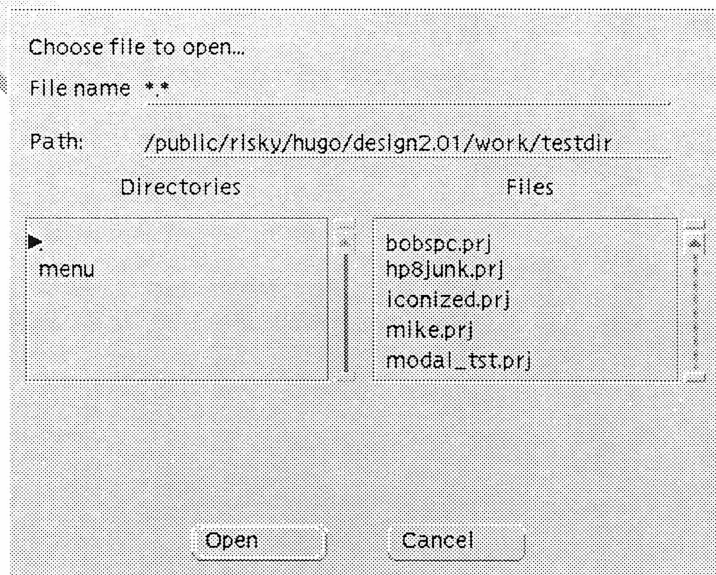 Choose file to open...
File name *.*
Path: /public/risky/hugo/design2.01/work/testdir
Directories Files
.
menu
bobspc.prj
hp8junk.prj
iconized.prj
mike.prj
modal_tst.prj
Open Cancel